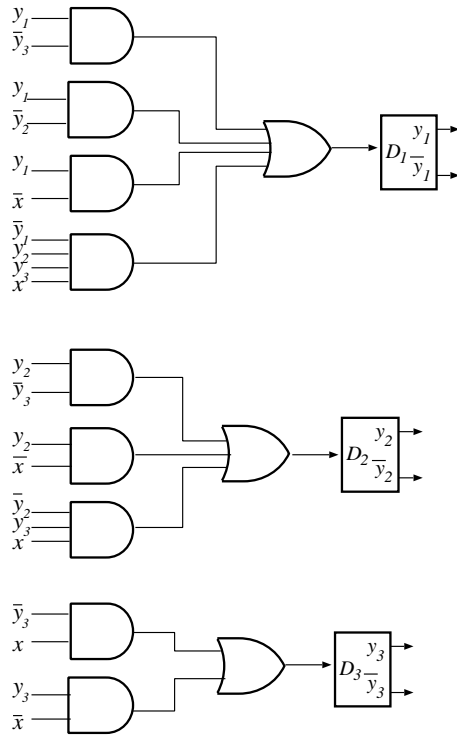 y₁
ȳ₃
y₁
ȳ₂
y₁
x̄
ȳ₁
y₂
y₃
x
D₁
y₁
ȳ₁
y₂
ȳ₃
y₂
x̄
ȳ₂
y₃
x
D₂
y₂
ȳ₂
ȳ₃
x
y₃
x̄
D₃
y₃
ȳ₃